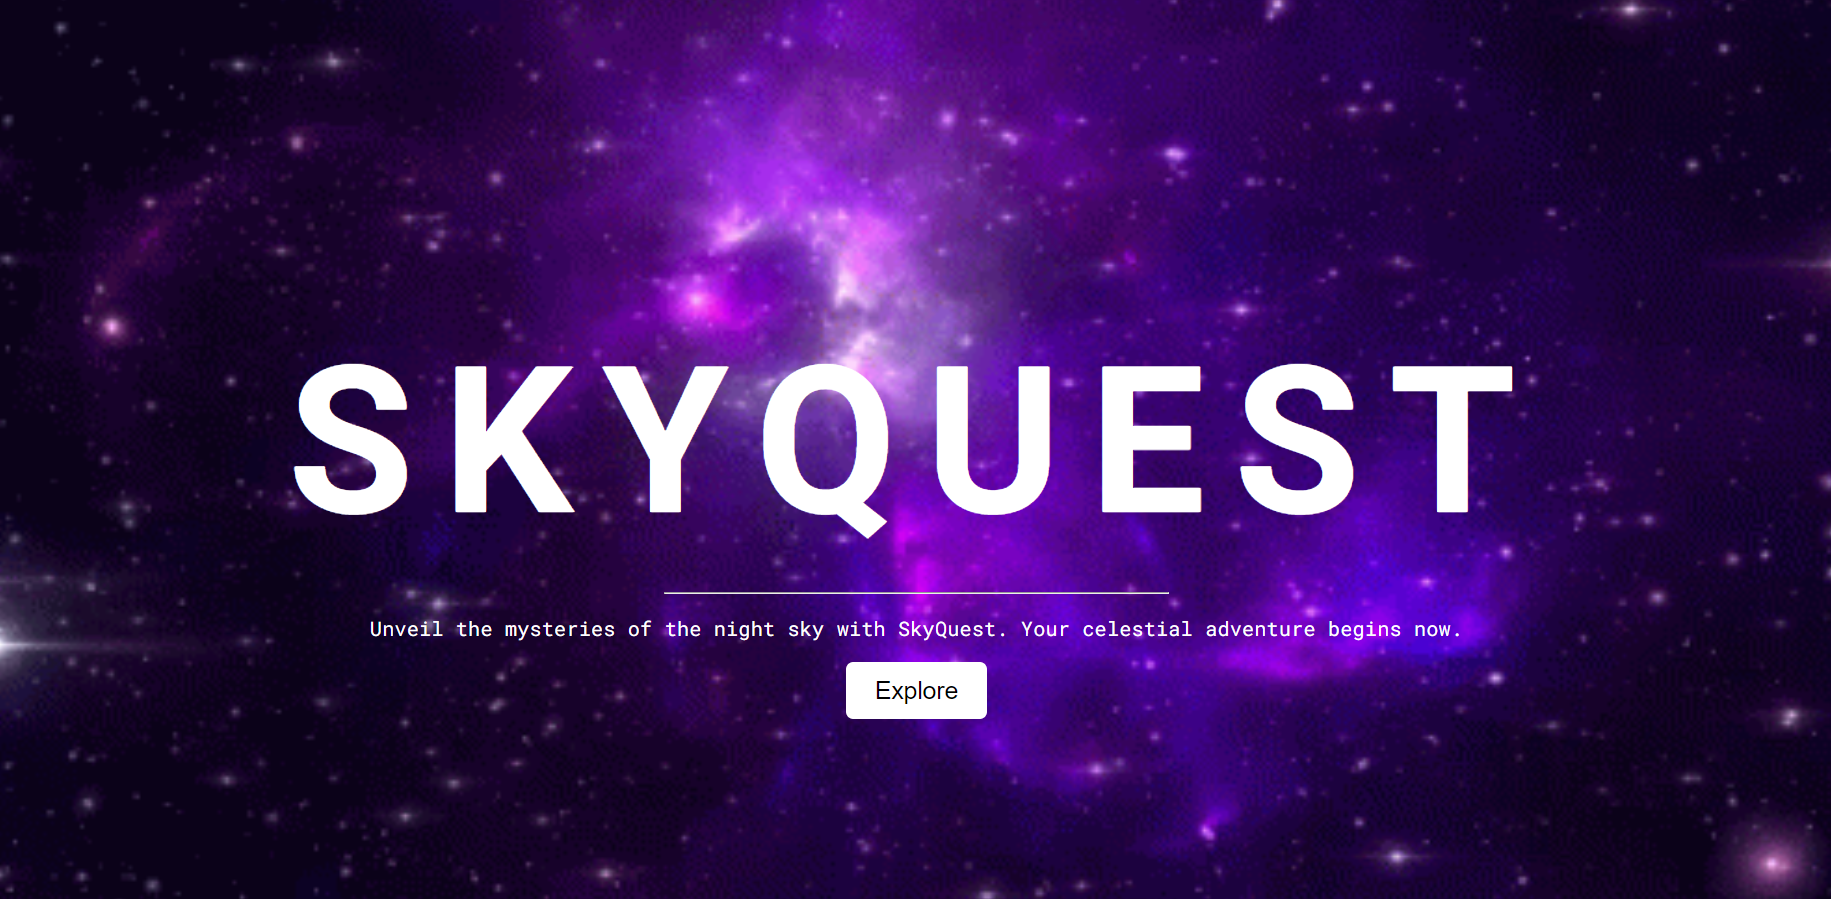 SKYQUEST
Unveil the mysteries of the night sky with SkyQuest. Your celestial adventure begins now.
Explore